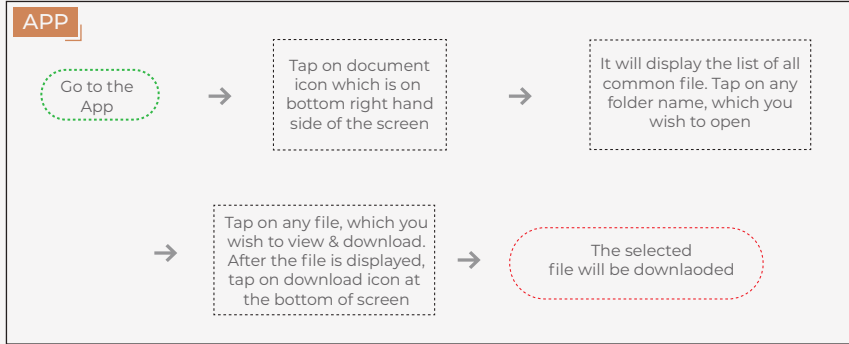 APP
Go to the
App
Tap on document
icon which is on
bottom right hand
side of the screen
It will display the list of all
common file. Tap on any
folder name, which you
wish to open
Tap on any file, which you
wish to view & download.
After the file is displayed,
tap on download icon at
the bottom of screen
The selected
file will be downlaoded